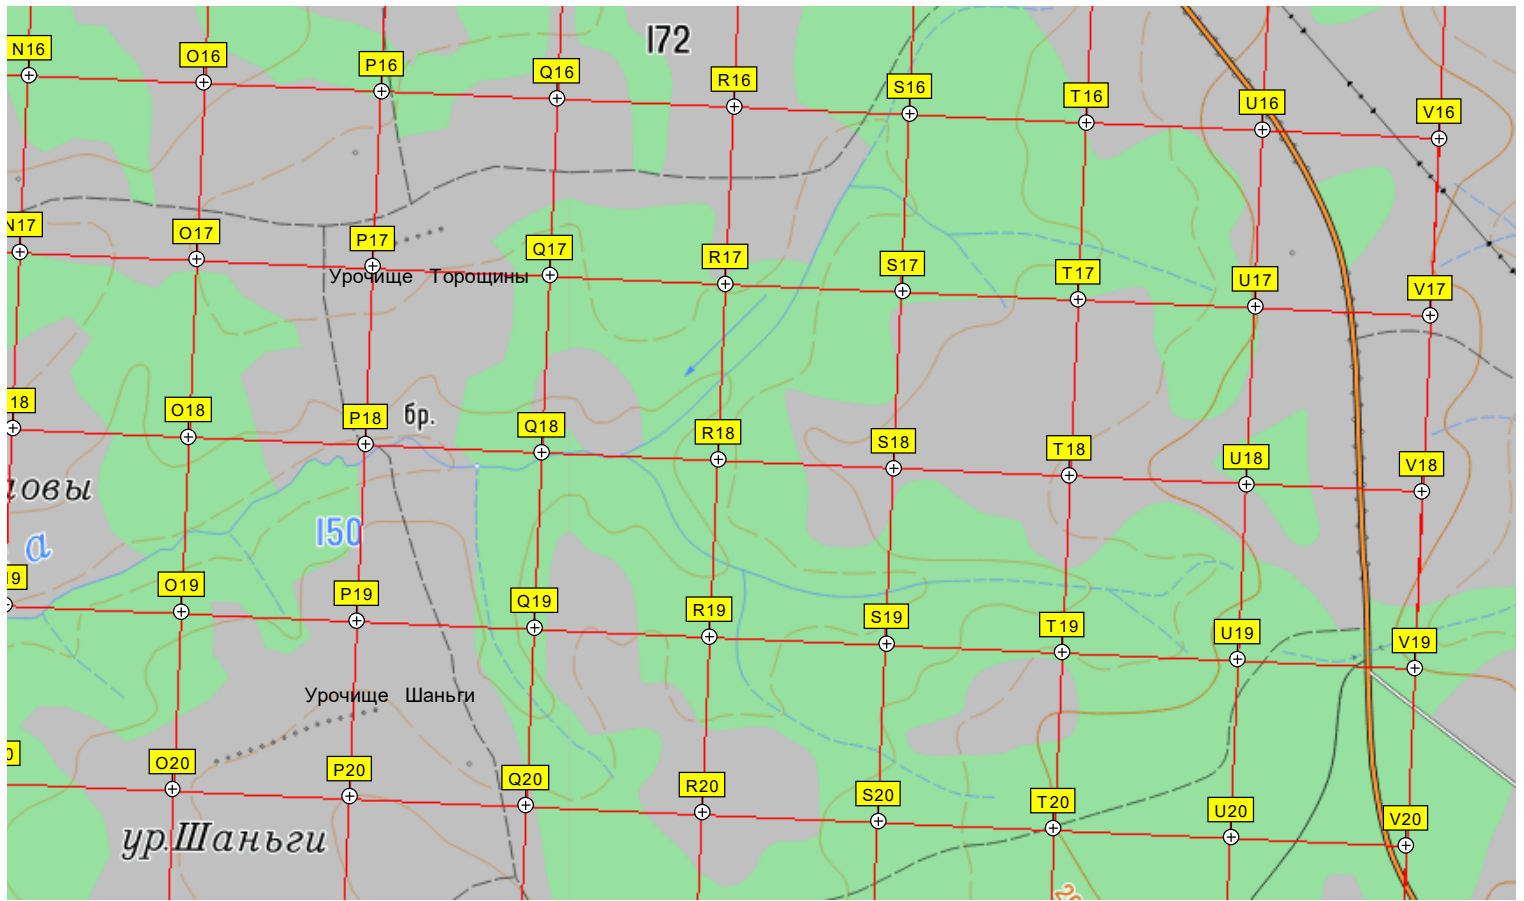 172
N16 O16 P16 Q16 R16 S16 T16 U16 V16
N17 O17 P17 Q17 R17 S17 T17 U17 V17
Урочище Торощины
18 O18 P18 бр. Q18 R18 S18 T18 U18 V18
ловы
150
а
19 O19 P19 Q19 R19 S19 T19 U19 V19
Урочище Шаньги
0 O20 P20 Q20 R20 S20 T20 U20 V20
ур.Шаньги